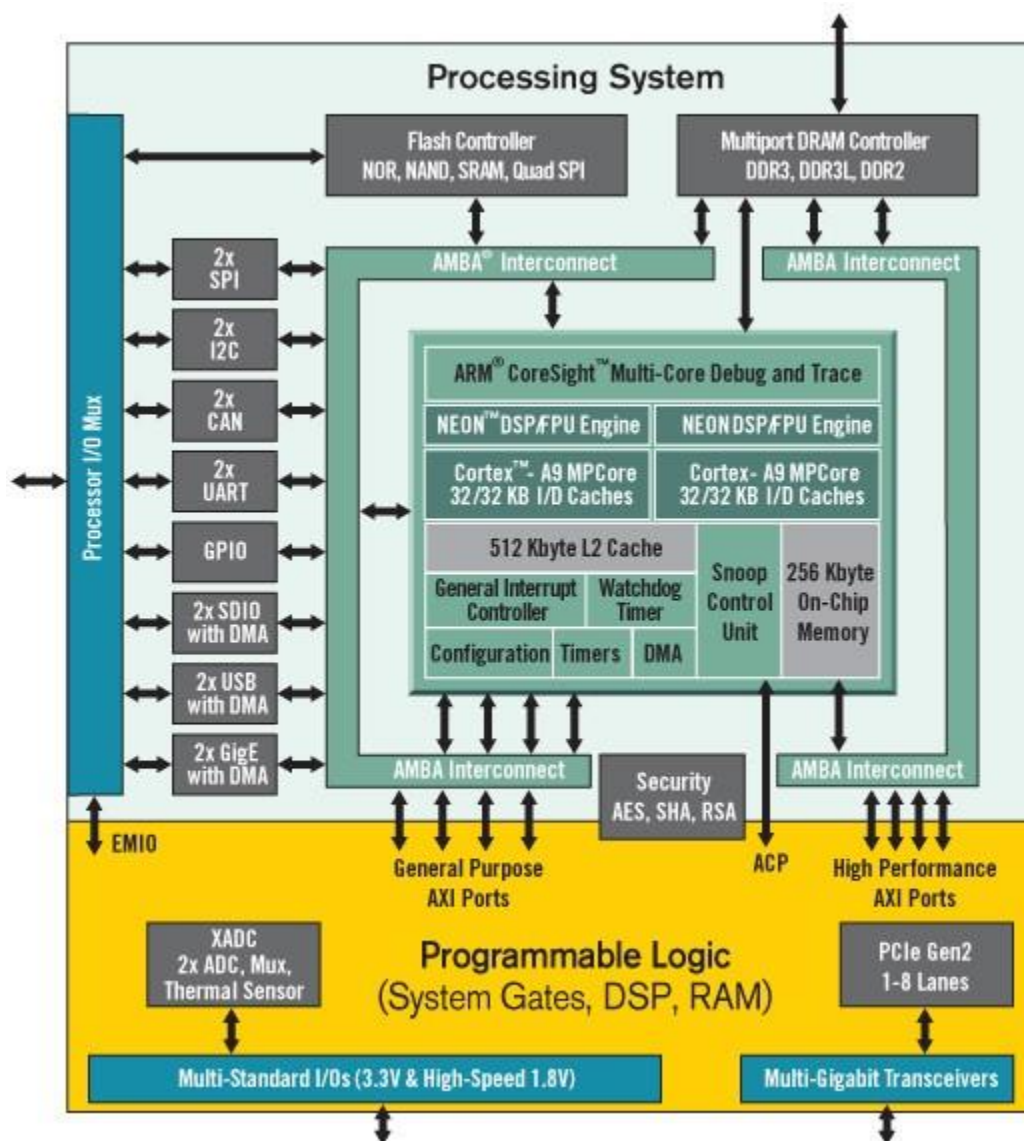 Processing System
Flash Controller
NOR, NAND, SRAM, Quad SPI
Multiport DRAM Controller
DDR3, DDR3L, DDR2
AMBA® Interconnect
AMBA Interconnect
Processor I/O Mux
2x
SPI
2x
I2C
2x
CAN
2x
UART
GPIO
2x SDIO
with DMA
2x USB
with DMA
2x GigE
with DMA
ARM® CoreSight™ Multi-Core Debug and Trace
NEON™ DSP/FPU Engine
NEON DSP/FPU Engine
Cortex™- A9 MPCore
32/32 KB I/D Caches
Cortex- A9 MPCore
32/32 KB I/D Caches
512 Kbyte L2 Cache
General Interrupt
Controller
Watchdog
Timer
Configuration
Timers
DMA
Snoop
Control
Unit
256 Kbyte
On-Chip
Memory
AMBA Interconnect
Security
AES, SHA, RSA
AMBA Interconnect
EMIO
General Purpose
AXI Ports
ACP
High Performance
AXI Ports
XADC
2x ADC, Mux,
Thermal Sensor
Programmable Logic
(System Gates, DSP, RAM)
PCIe Gen2
1-8 Lanes
Multi-Standard I/Os (3.3V & High-Speed 1.8V)
Multi-Gigabit Transceivers